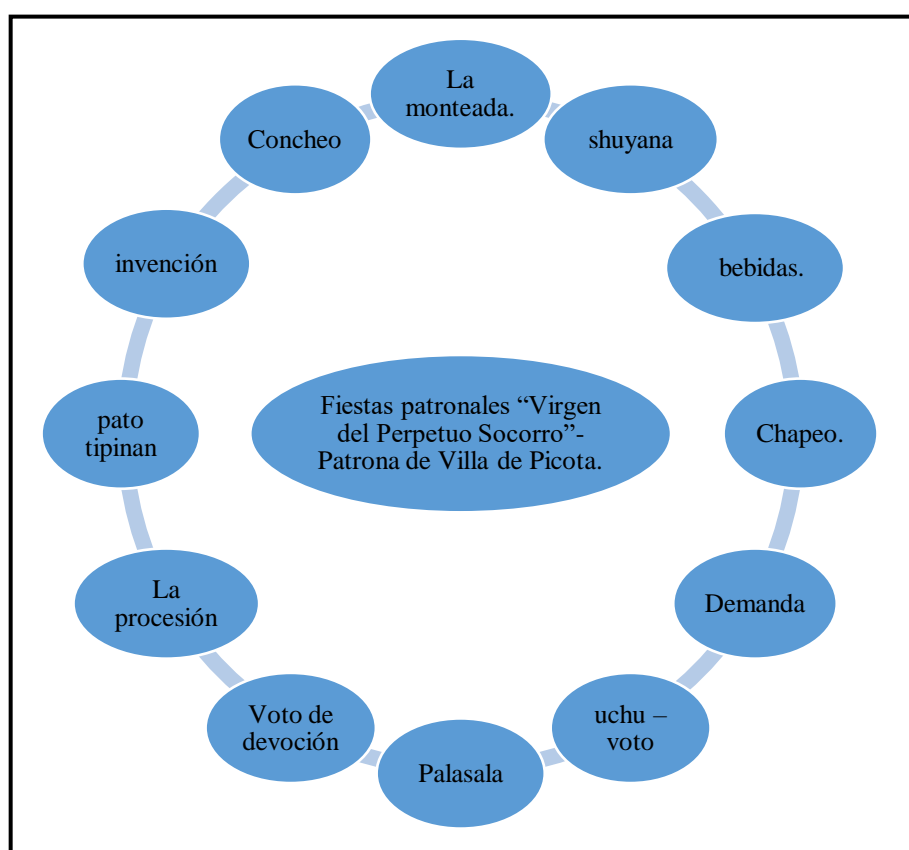 La
monteada.
shuyana
bebidas.
Chapeo.
Demanda
uchu –
voto
Palasala
Voto de
devoción
La
procesión
pato
tipinan
invención
Concheo
Fiestas patronales “Virgen
del Perpetuo Socorro”-
Patrona de Villa de Picota.